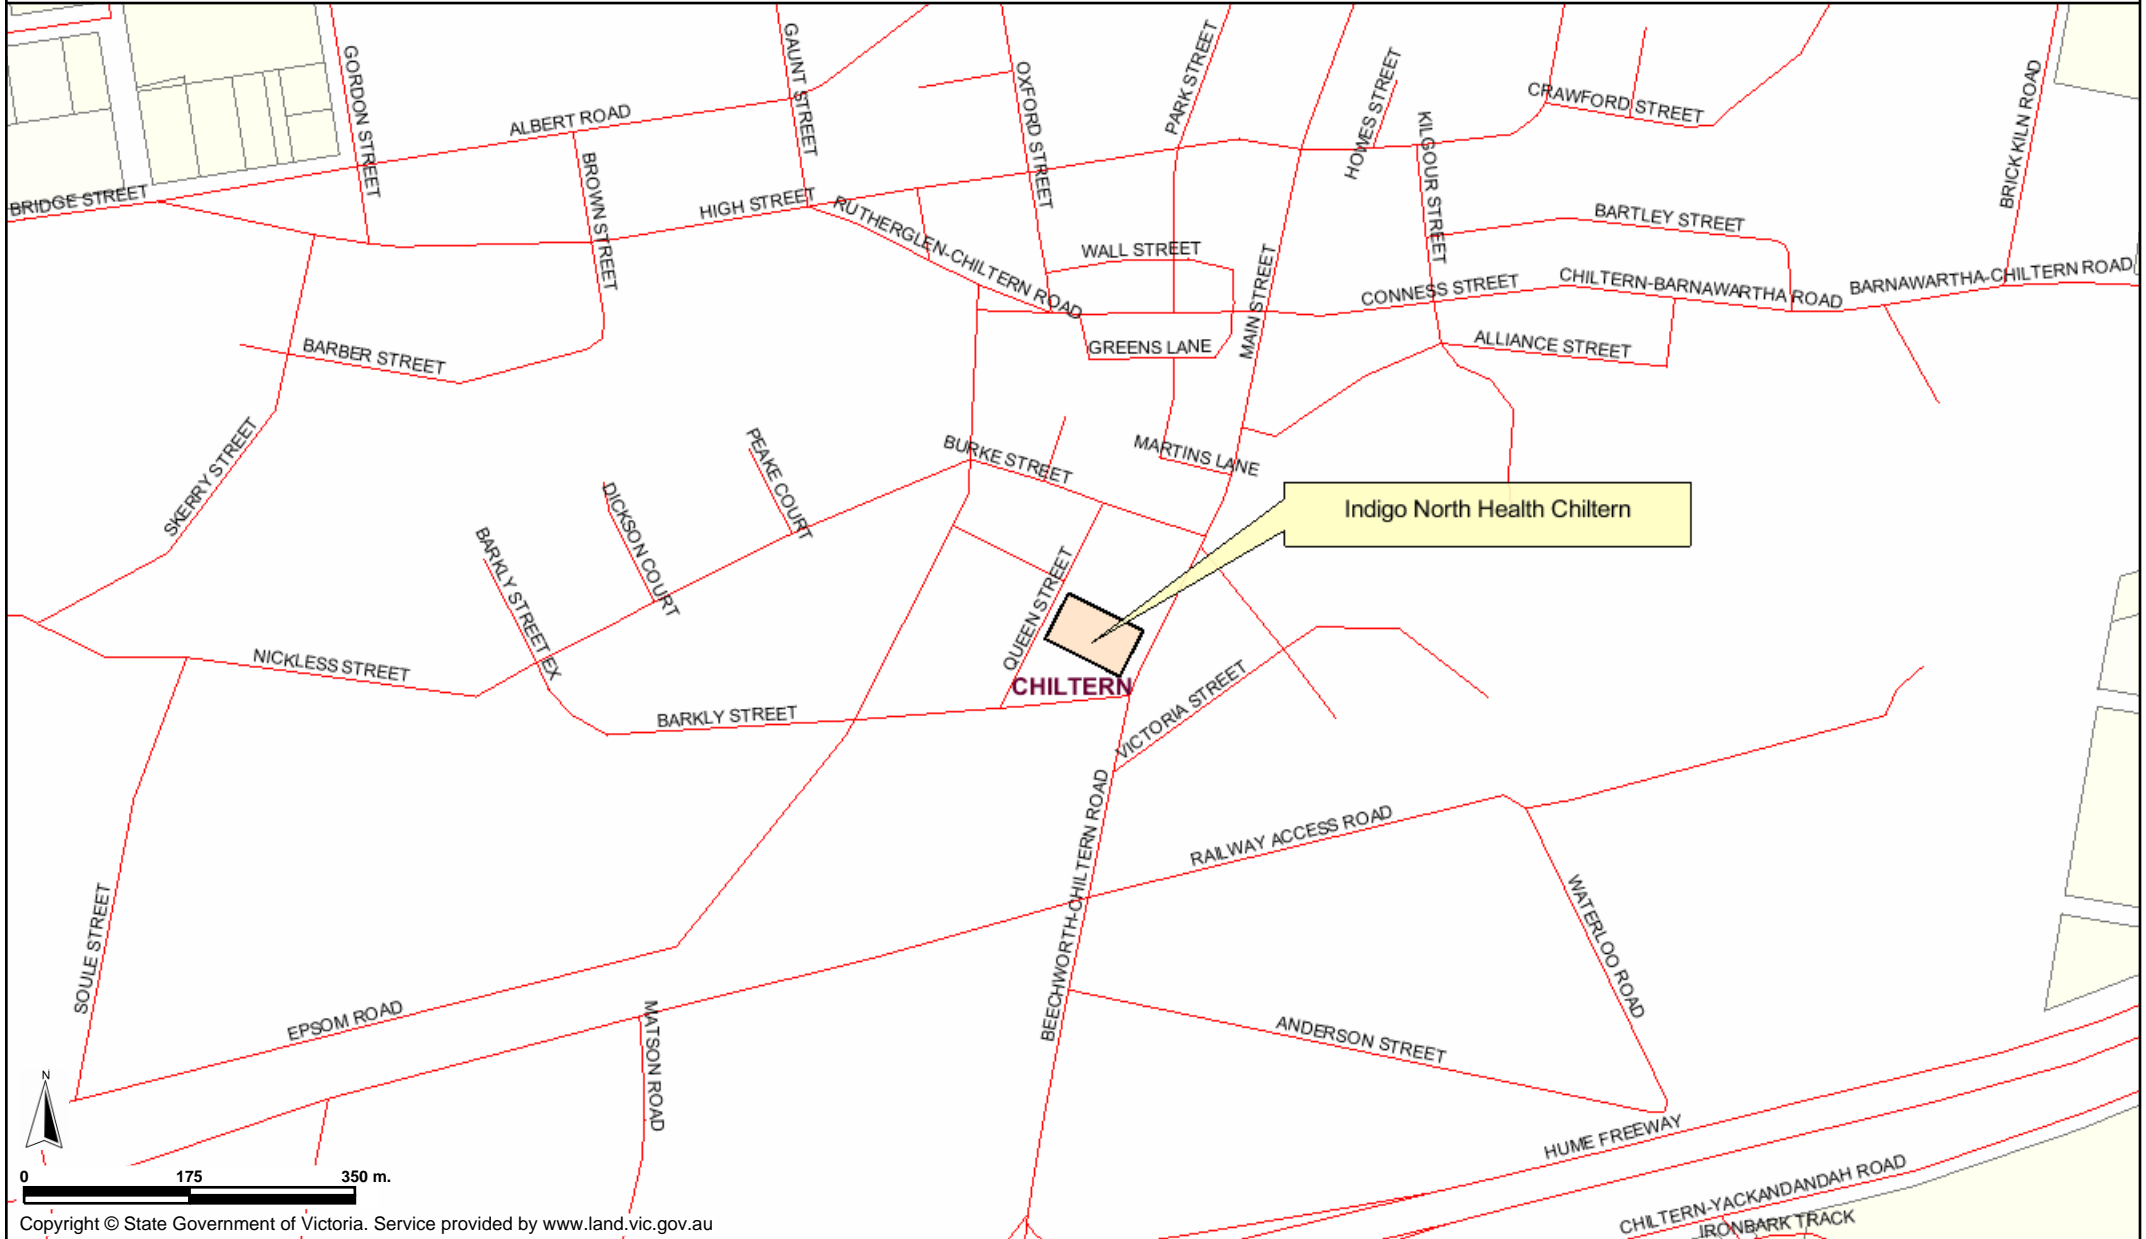 GORDON STREET
GAUNT STREET
OXFORD STREET
PARK STREET
HOWES STREET
KILGOUR STREET
CRAWFORD STREET
BRICK KILN ROAD
ALBERT ROAD
BROWN STREET
BRIDGE STREET
HIGH STREET
RUTHERGLEN-CHILTERN ROAD
WALL STREET
MAIN STREET
BARTLEY STREET
CONNESS STREET
CHILTERN-BARNAWARTHA ROAD
BARNAWARTHA-CHILTERN ROAD
BARBER STREET
GREENS LANE
ALLIANCE STREET
SKERRY STREET
PEAKE COURT
BURKE STREET
MARTINS LANE
DICKSON COURT
Indigo North Health Chiltern
BARKLY STREET EX
QUEEN STREET
NICKLESS STREET
CHILTERN
VICTORIA STREET
BARKLY STREET
BEECHWORTH-CHILTERN ROAD
RAILWAY ACCESS ROAD
SOULE STREET
WATERLOO ROAD
EPSOM ROAD
MATSON ROAD
ANDERSON STREET
HUME FREEWAY
CHILTERN-YACKANDANDAH ROAD
IRONBARK TRACK
N
0 175 350 m.
Copyright © State Government of Victoria. Service provided by www.land.vic.gov.au